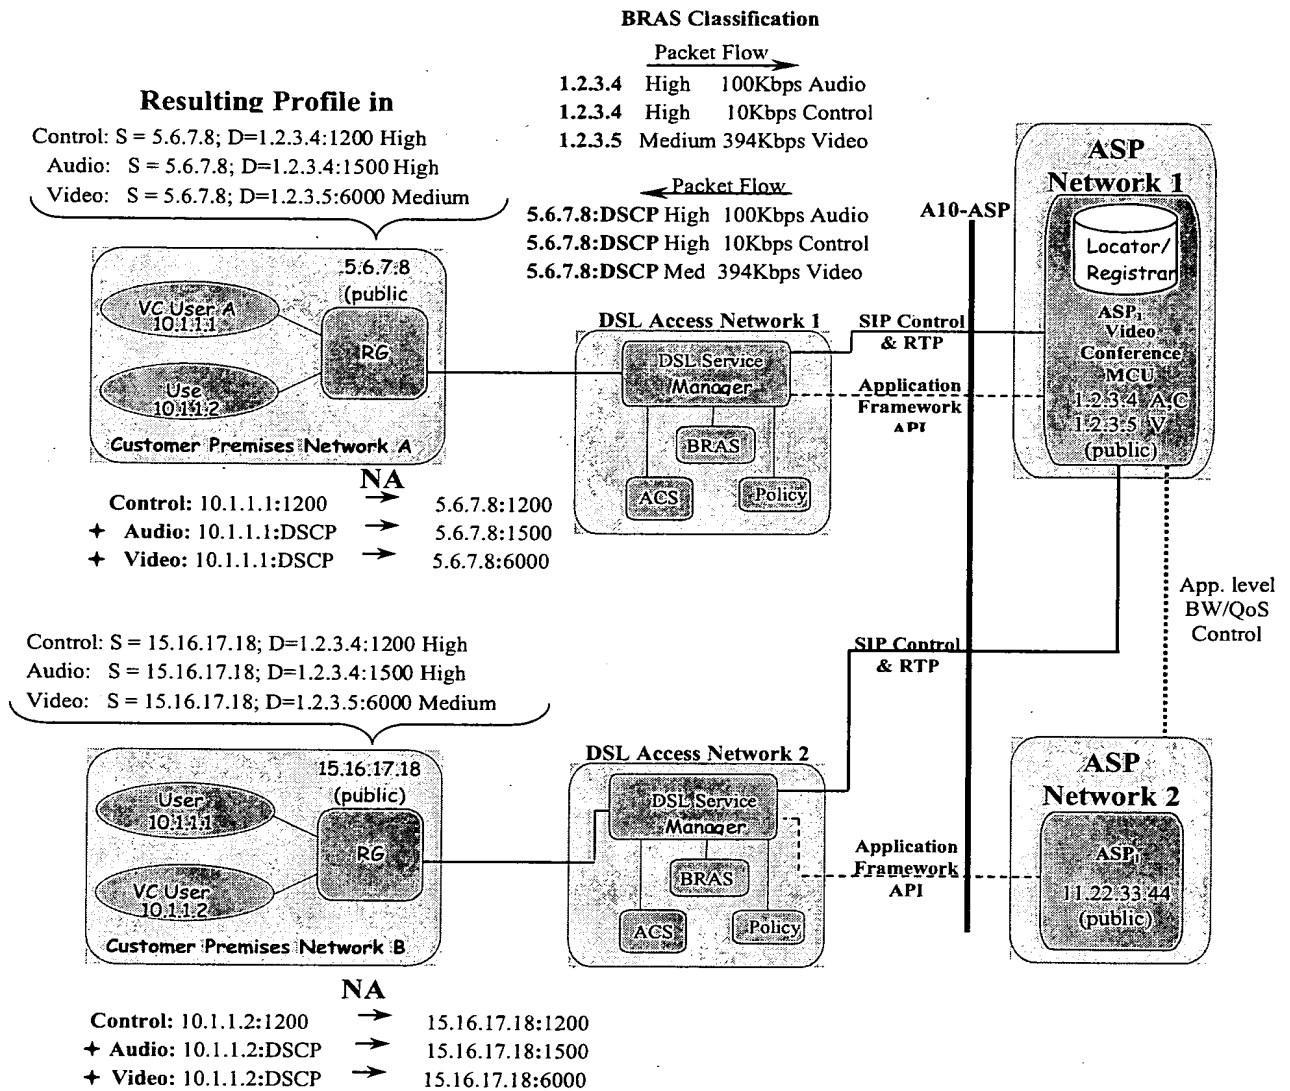 BRAS Classification
Packet Flow
1.2.3.4 High 100Kbps Audio
1.2.3.4 High 10Kbps Control
1.2.3.5 Medium 394Kbps Video
Packet Flow
5.6.7.8:DSCP High 100Kbps Audio
5.6.7.8:DSCP High 10Kbps Control
5.6.7.8:DSCP Med 394Kbps Video
Resulting Profile in
Control: S = 5.6.7.8; D=1.2.3.4:1200 High
Audio: S = 5.6.7.8; D=1.2.3.4:1500 High
Video: S = 5.6.7.8; D=1.2.3.5:6000 Medium
5.6.7.8
(public
VC User A
10.1.1.1
RG
Use
10.1.1.2
Customer Premises Network A
NA
Control: 10.1.1.1:1200 → 5.6.7.8:1200
✦ Audio: 10.1.1.1:DSCP → 5.6.7.8:1500
✦ Video: 10.1.1.1:DSCP → 5.6.7.8:6000
DSL Access Network 1
DSL Service
/Manager
BRAS
ACS
Policy
A10-ASP
SIP Control
& RTP
Application
Framework
API
ASP
Network 1
Locator/
Registrar
ASP₁
Video
Conference
MCU
1.2.3.4 A,C
1.2.3.5 V
(public)
App. level
BW/QoS
Control
Control: S = 15.16.17.18; D=1.2.3.4:1200 High
Audio: S = 15.16.17.18; D=1.2.3.4:1500 High
Video: S = 15.16.17.18; D=1.2.3.5:6000 Medium
15.16.17.18
(public)
User
10.1.1.1
RG
VC User
10.1.1.2
Customer Premises Network B
NA
Control: 10.1.1.2:1200 → 15.16.17.18:1200
✦ Audio: 10.1.1.2:DSCP → 15.16.17.18:1500
✦ Video: 10.1.1.2:DSCP → 15.16.17.18:6000
DSL Access Network 2
DSL Service
Manager
BRAS
ACS
Policy
SIP Control
& RTP
Application
Framework
API
ASP
Network 2
ASP₁
11.22.33.44
(public)